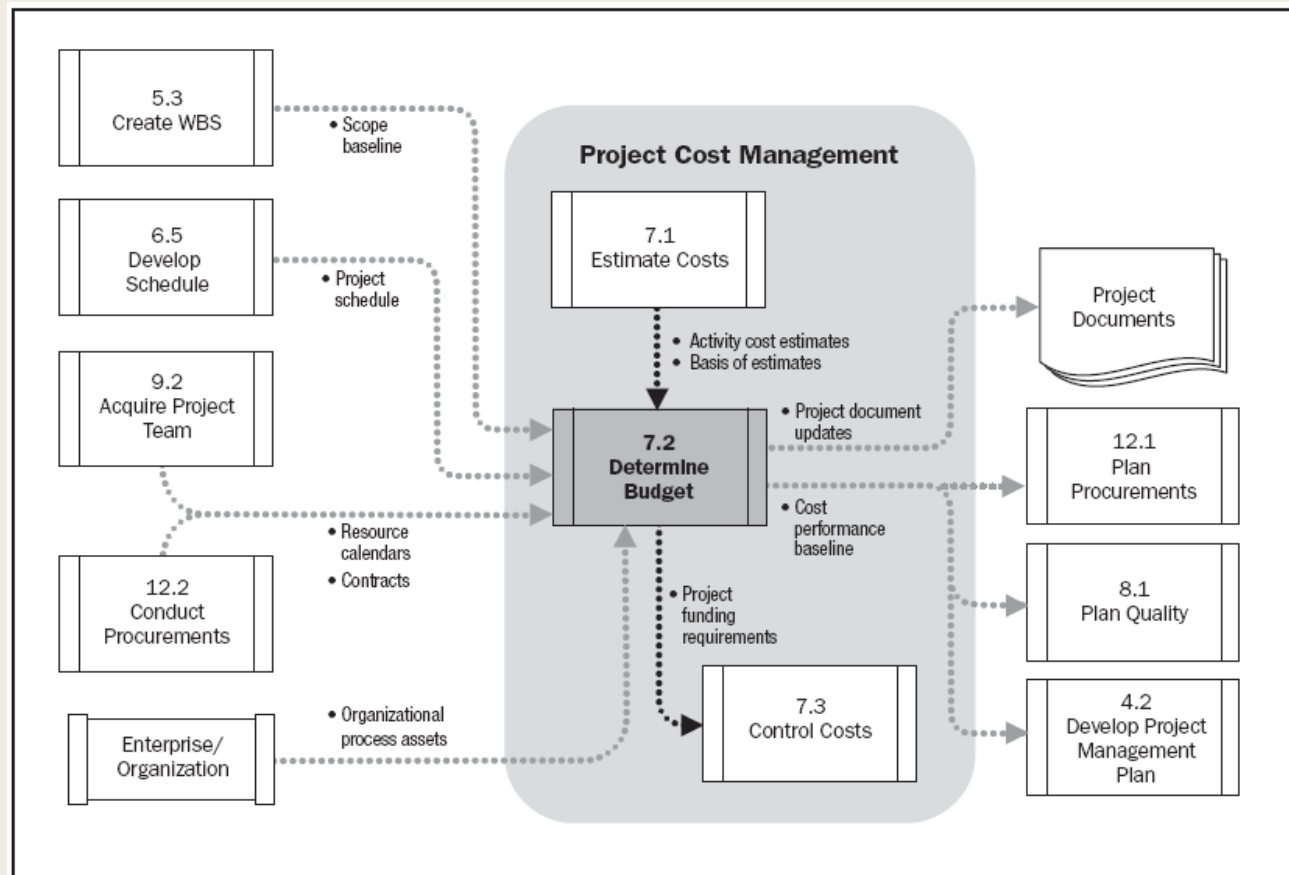 5.3
Create WBS
• Scope
baseline
6.5
Develop
Schedule
• Project
schedule
9.2
Acquire Project
Team
12.2
Conduct
Procurements
• Resource
calendars
• Contracts
Enterprise/
Organization
• Organizational
process assets
Project Cost Management
7.1
Estimate Costs
• Activity cost estimates
• Basis of estimates
7.2
Determine
Budget
• Project
funding
requirements
7.3
Control Costs
• Project document
updates
• Cost
performance
baseline
Project
Documents
12.1
Plan
Procurements
8.1
Plan Quality
4.2
Develop Project
Management
Plan